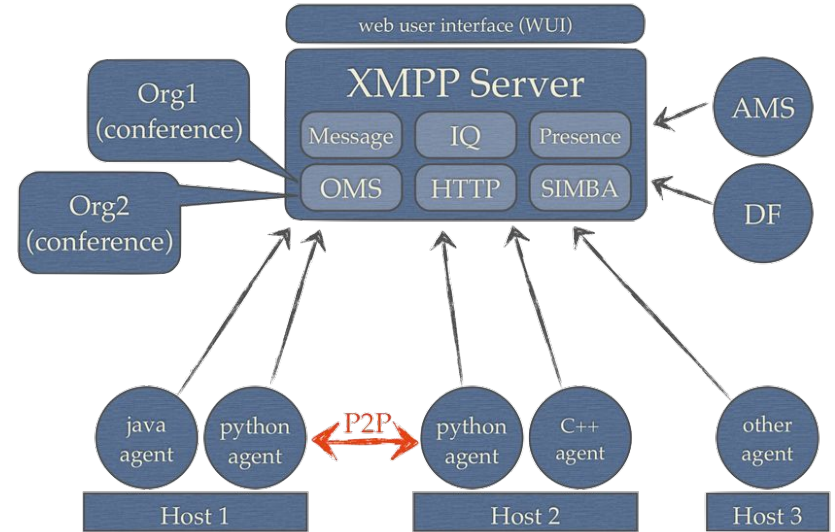 web user interface (WUI)
XMPP Server
Message
IQ
Presence
OMS
HTTP
SIMBA
Org1
(conference)
Org2
(conference)
AMS
DF
java
agent
python
agent
P2P
python
agent
C++
agent
other
agent
Host 1
Host 2
Host 3